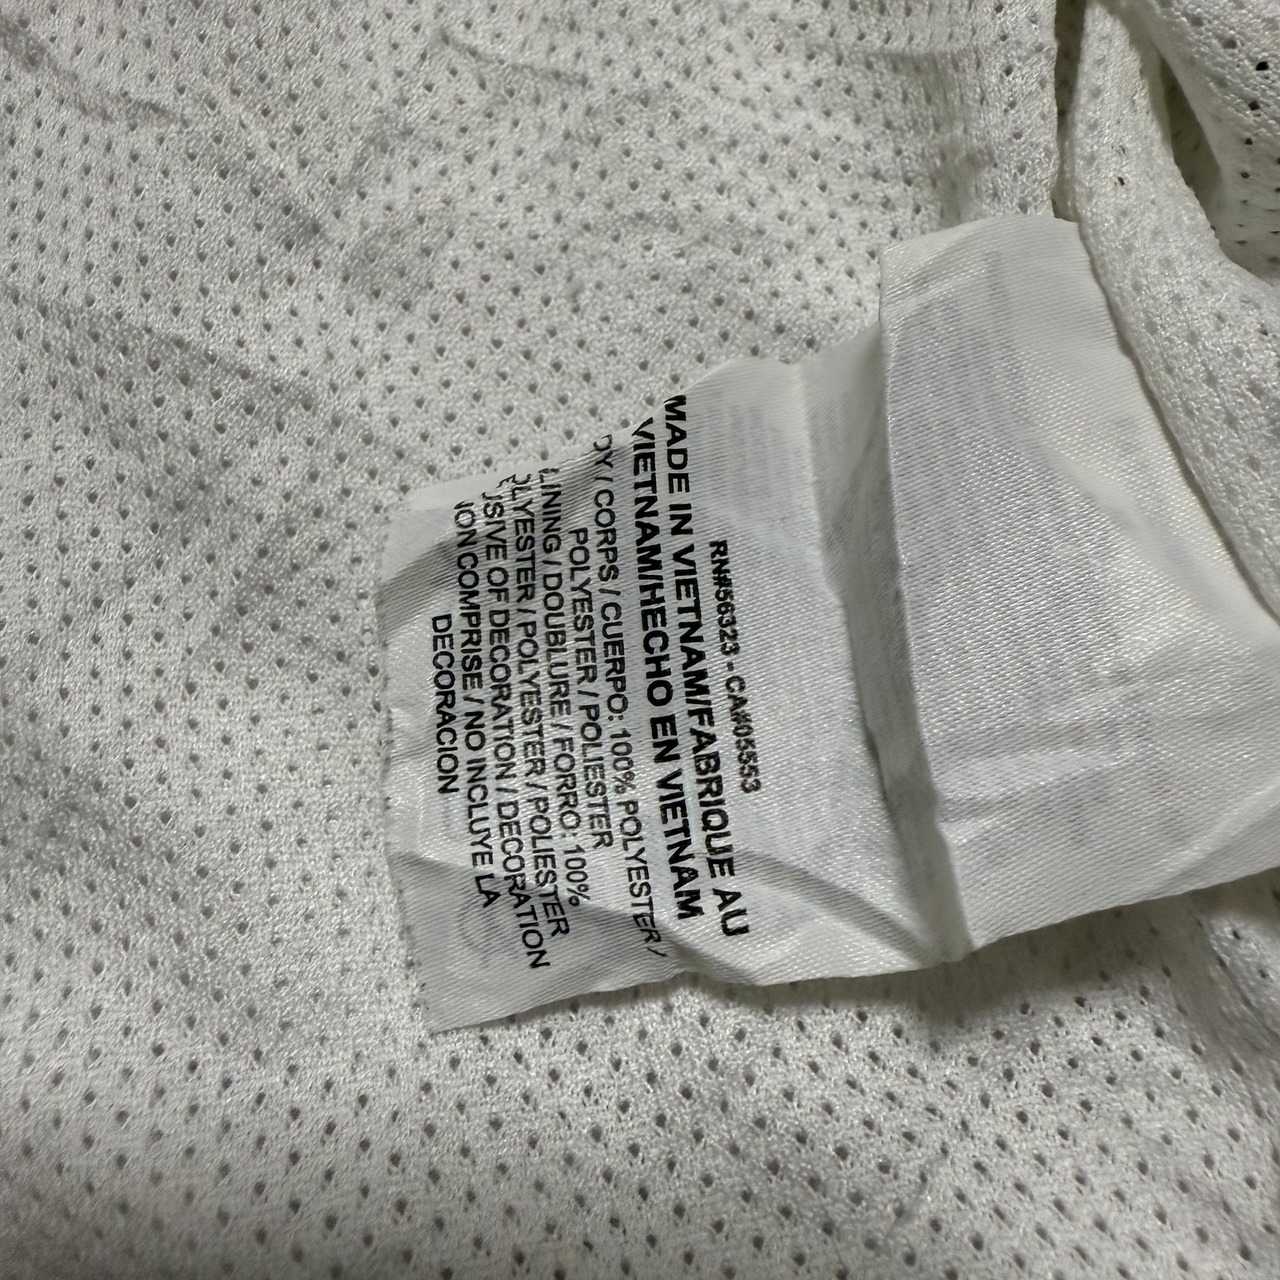 RN#56323 - CA#05553
MADE IN VIETNAM/FABRIQUE AU
VIETNAM/HECHO EN VIETNAM
DY / CORPS / CUERPO: 100% POLYESTER /
POLYESTER / POLIESTER
LINING / DOUBLURE / FORRO: 100%
OLYESTER / POLYESTER / POLIESTER
USIVE OF DECORATION / DECORATION
NON COMPRISE / NO INCLUYE LA
DECORACION